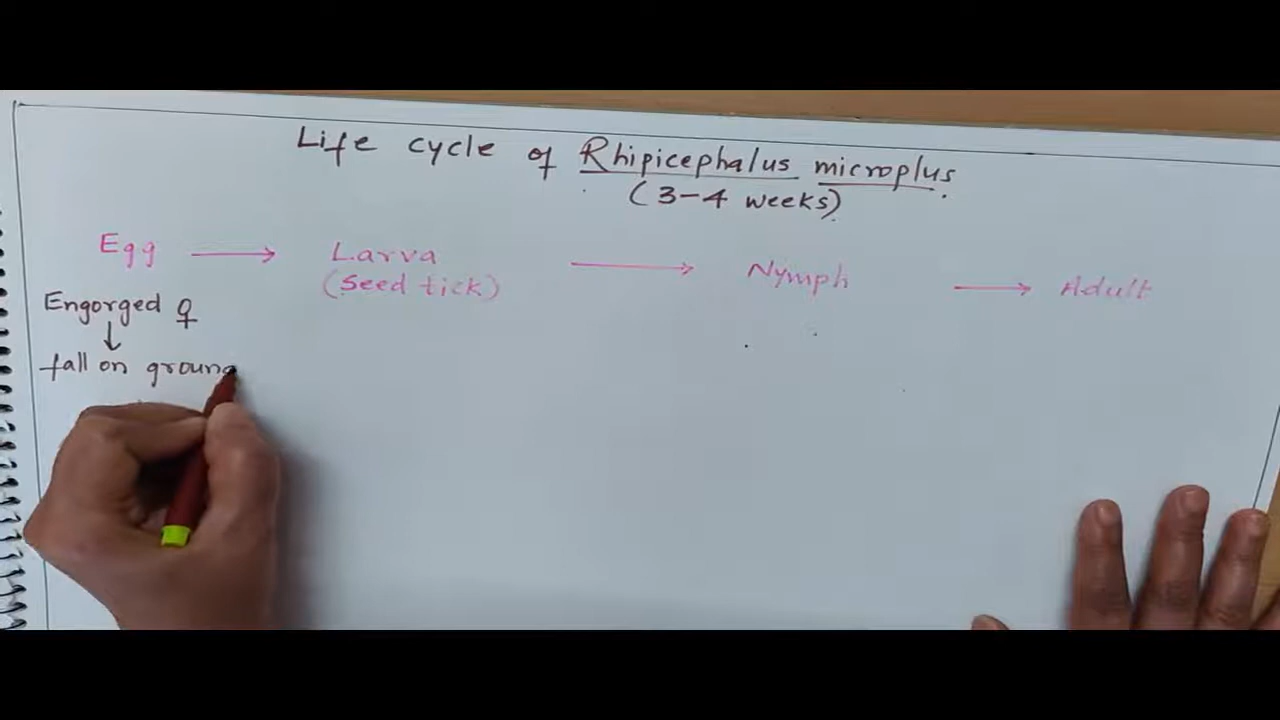 Life cycle of Rhipicephalus microplus
(3-4 weeks)
Egg → Larva → Nymph → Adult
(Seed tick)
Engorged ♀
↓
fall on ground